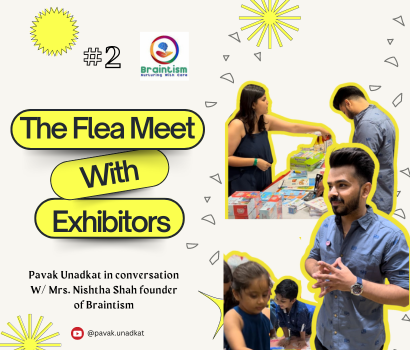 #2
Braintism
Nurturing With Care
The Flea Meet
With
Exhibitors
Pavak Unadkat in conversation
W/ Mrs. Nishtha Shah founder
of Braintism
@pavak.unadkat